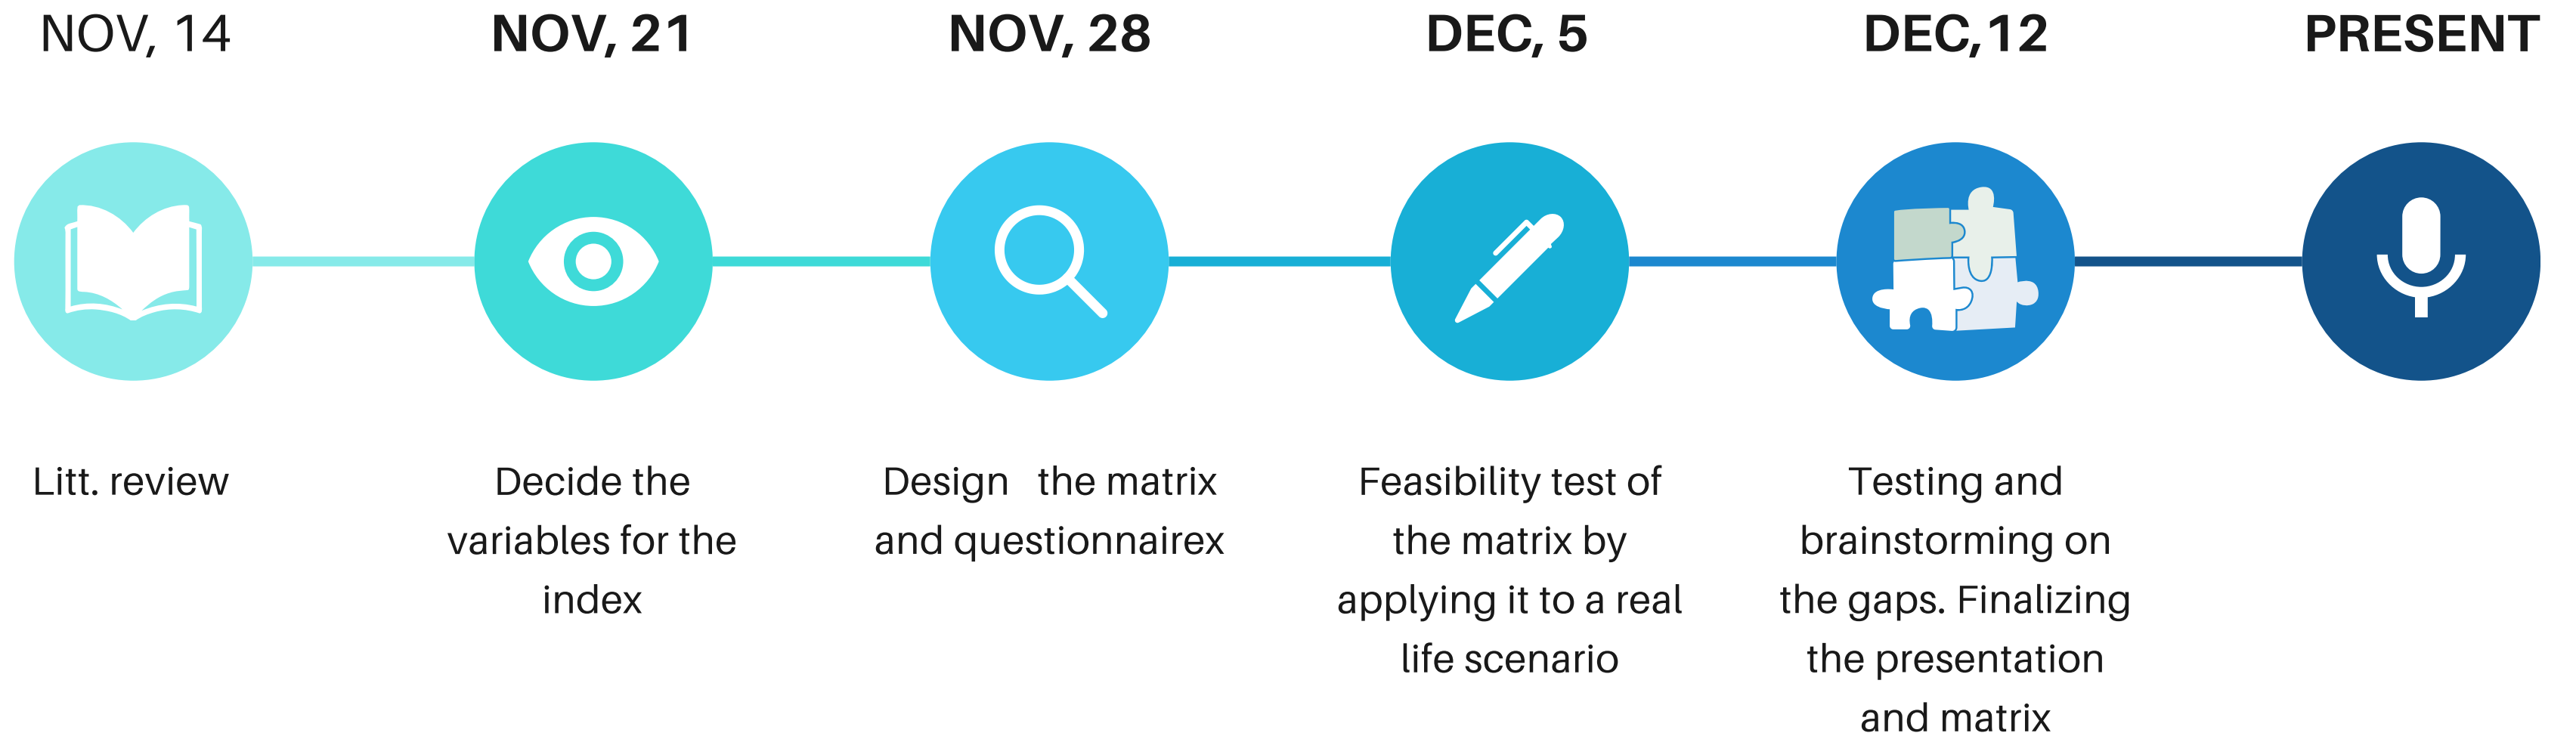 NOV, 14
NOV, 21
NOV, 28
DEC, 5
DEC,12
PRESENT
Litt. review
Decide the
variables for the
index
Design   the matrix
and questionnairex
Feasibility test of
the matrix by
applying it to a real
life scenario
Testing and
brainstorming on
the gaps. Finalizing
the presentation
and matrix